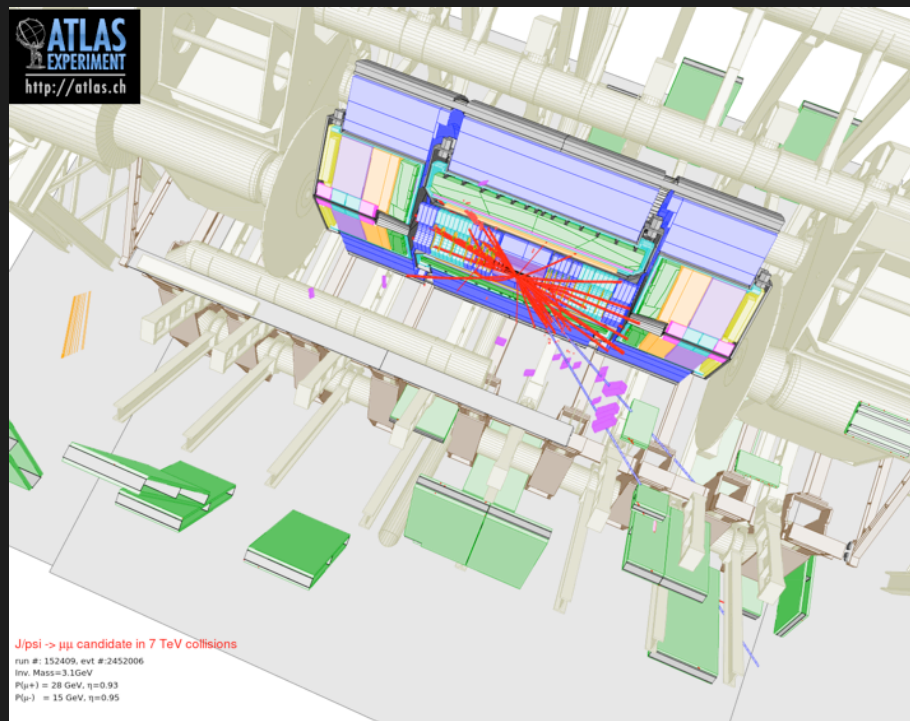 ATLAS
EXPERIMENT
http://atlas.ch
J/psi -> μμ candidate in 7 TeV collisions
run #: 152409, evt #:2452006
Inv. Mass=3.1GeV
P(μ+) = 28 GeV, η=0.93
P(μ-) = 15 GeV, η=0.95